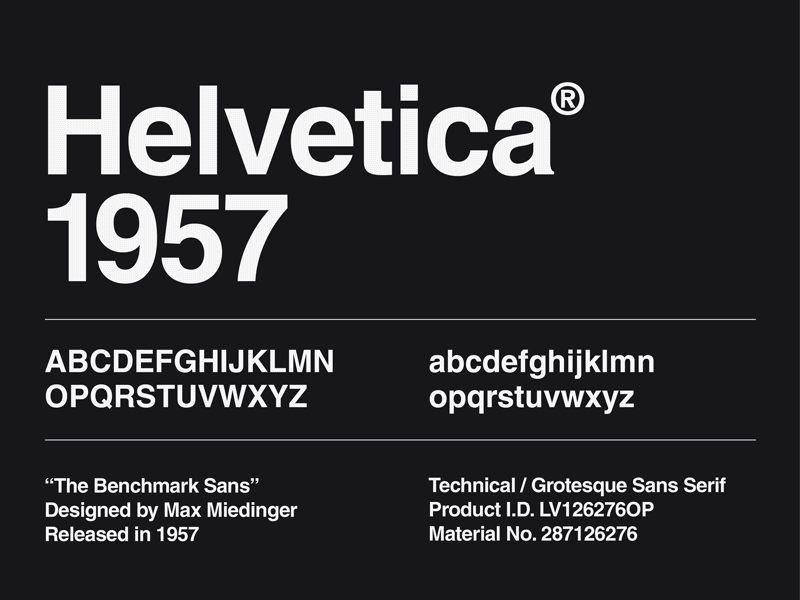 Helvetica®
1957
ABCDEFGHIJKLMN
OPQRSTUVWXYZ
abcdefghijklmn
opqrstuvwxyz
“The Benchmark Sans”
Designed by Max Miedinger
Released in 1957
Technical / Grotesque Sans Serif
Product I.D. LV126276OP
Material No. 287126276